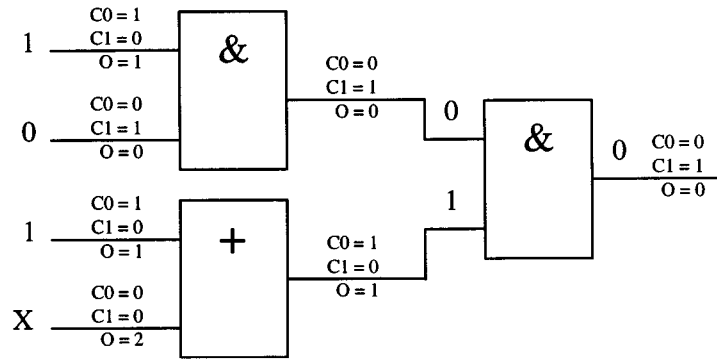 1
C0 = 1
C1 = 0
O = 1
&
C0 = 0
C1 = 1
O = 0
0
C0 = 0
C1 = 1
O = 0
0
&
0
C0 = 0
C1 = 1
O = 0
1
C0 = 1
C1 = 0
O = 1
+
C0 = 1
C1 = 0
O = 1
1
X
C0 = 0
C1 = 0
O = 2